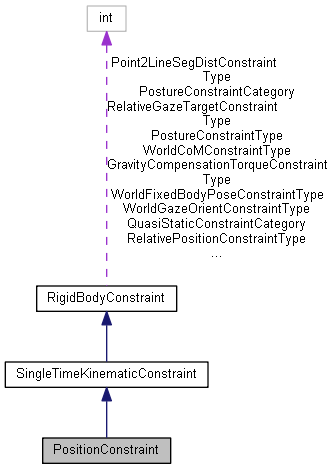 int
Point2LineSegDistConstraint
Type
PostureConstraintCategory
RelativeGazeTargetConstraint
Type
PostureConstraintType
WorldCoMConstraintType
GravityCompensationTorqueConstraint
Type
WorldFixedBodyPoseConstraintType
WorldGazeOrientConstraintType
QuasiStaticConstraintCategory
RelativePositionConstraintType
...
RigidBodyConstraint
SingleTimeKinematicConstraint
PositionConstraint